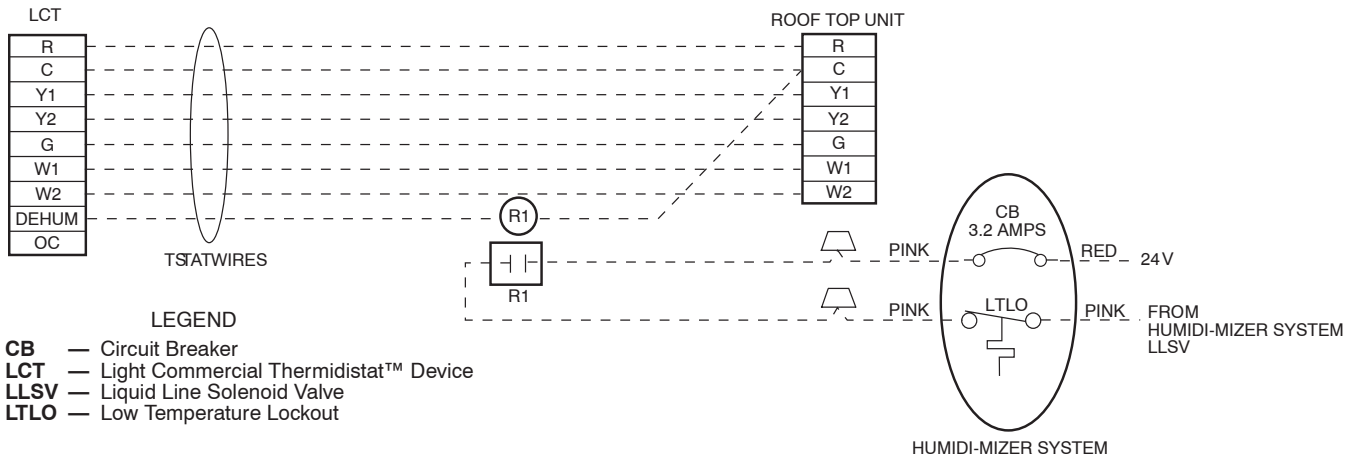 LCT
ROOF TOP UNIT
R
C
Y1
Y2
G
W1
W2
DEHUM
OC
R
C
Y1
Y2
G
W1
W2
R1
TSTATWIRES
R1
CB
3.2 AMPS
PINK
RED
24V
LTLO
PINK
PINK
FROM
HUMIDI-MIZER SYSTEM
LLSV
HUMIDI-MIZER SYSTEM
LEGEND
CB — Circuit Breaker
LCT — Light Commercial Thermidistat™ Device
LLSV — Liquid Line Solenoid Valve
LTLO — Low Temperature Lockout